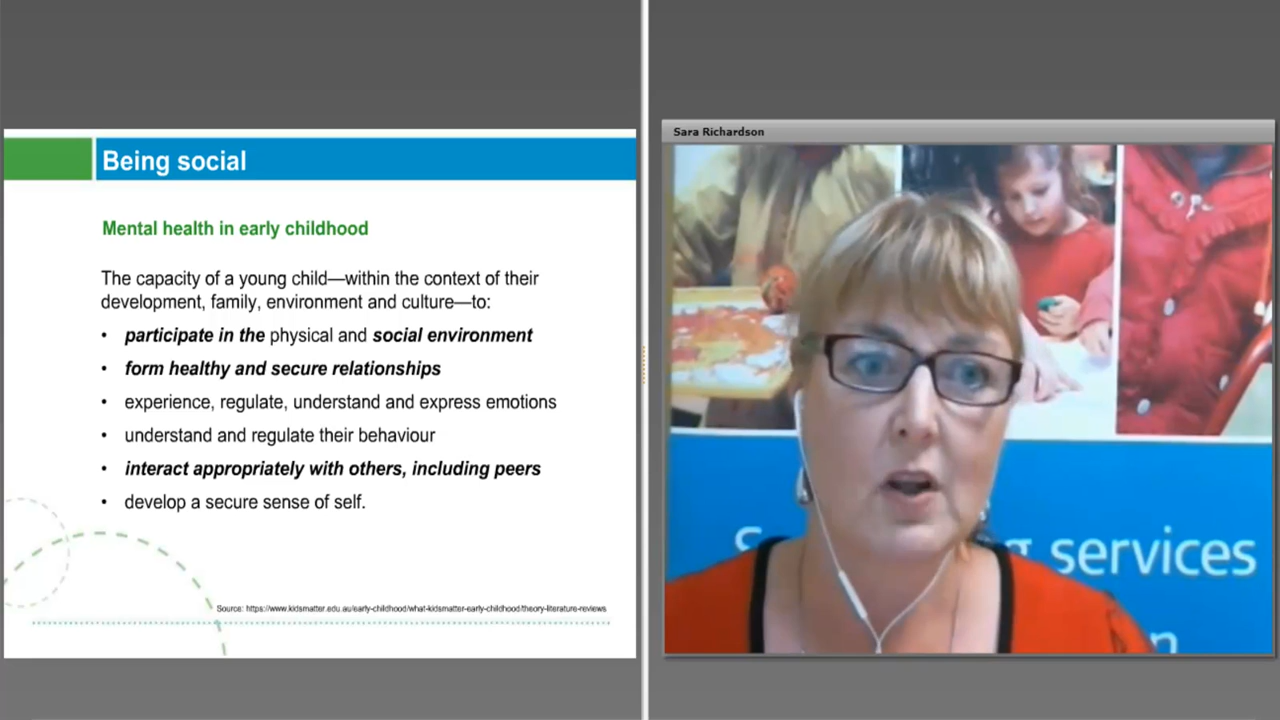 Being social
Mental health in early childhood
The capacity of a young child—within the context of their
development, family, environment and culture—to:
• participate in the physical and social environment
• form healthy and secure relationships
• experience, regulate, understand and express emotions
• understand and regulate their behaviour
• interact appropriately with others, including peers
• develop a secure sense of self.
Source: https://www.kidsmatter.edu.au/early-childhood/what-kidsmatter-early-childhood/theory-literature-reviews
Sara Richardson
services